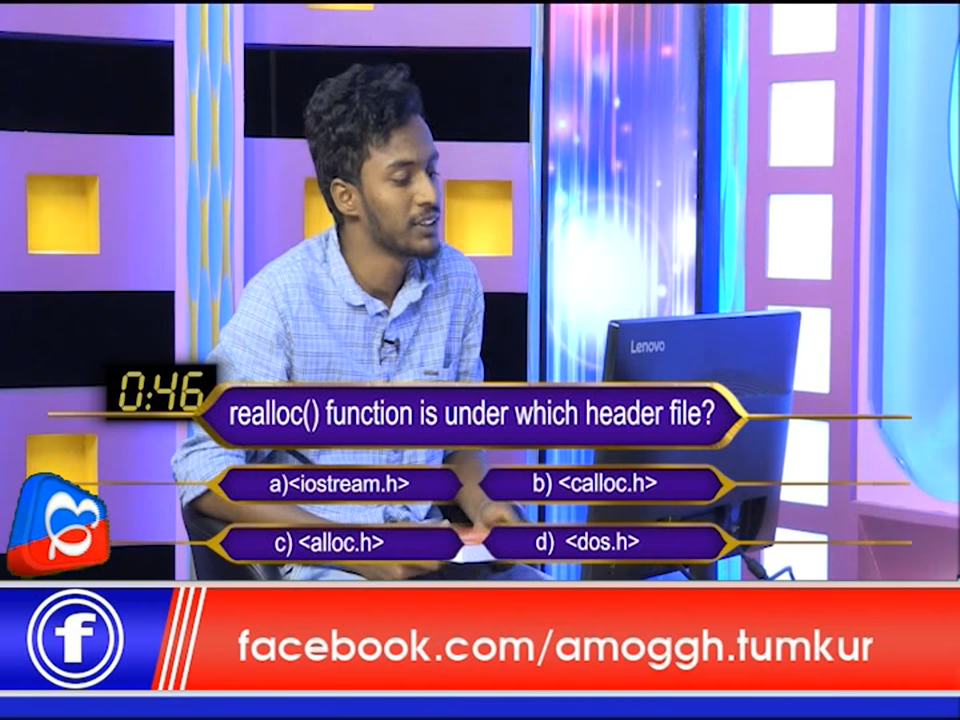 Lenovo
0:46
realloc() function is under which header file?
a)<iostream.h>
b) <calloc.h>
c) <alloc.h>
d) <dos.h>
f
facebook.com/amoggh.tumkur